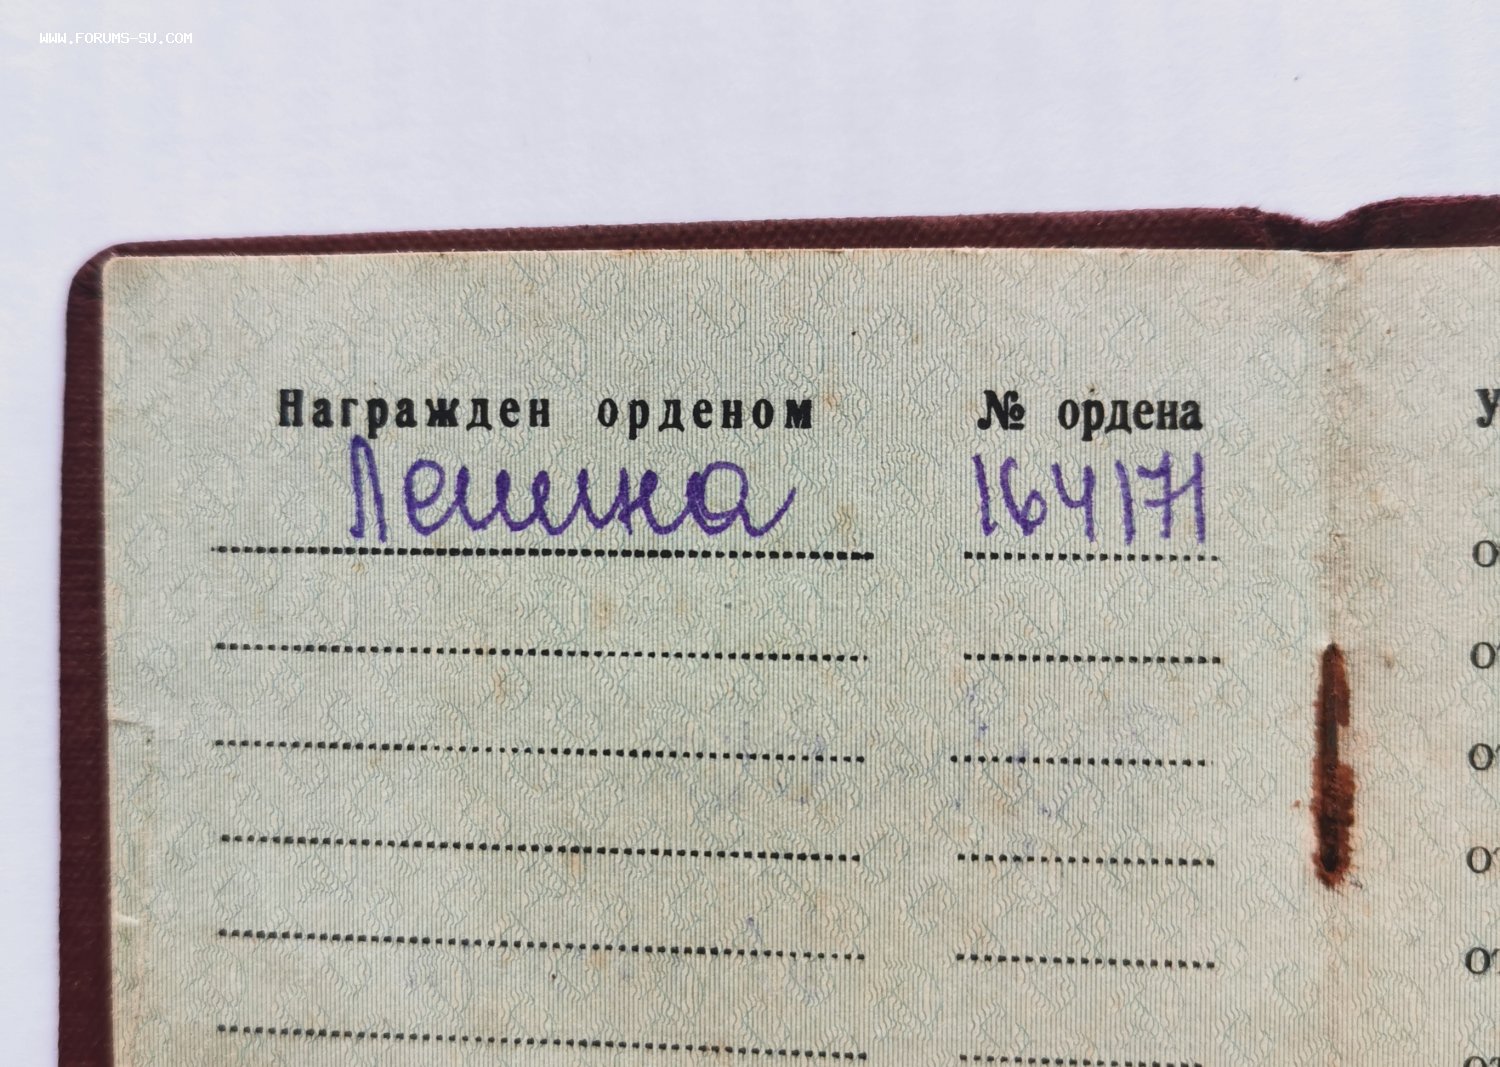 WWW.FORUMS-SU.COM
Награжден орденом № ордена
Ленина 164171